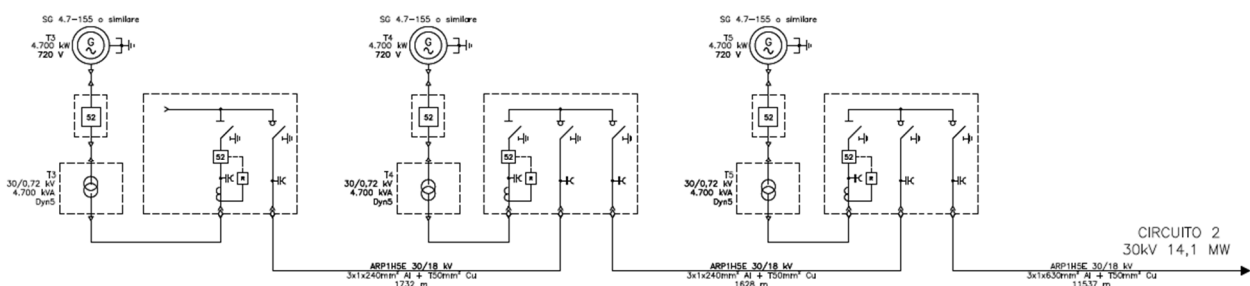 SG 4.7-155 o similare
T3
4.700 kW
720 V
G
52
52
R
T3
30/0,72 kV
4.700 kVA
Dyn5
SG 4.7-155 o similare
T4
4.700 kW
720 V
G
52
52
R
T4
30/0,72 kV
4.700 kVA
Dyn5
SG 4.7-155 o similare
T5
4.700 kW
720 V
G
52
52
R
T5
30/0,72 kV
4.700 kVA
Dyn5
ARP1H5E 30/18 kV
3x1x240mm² Al + T50mm² Cu
1732 m
ARP1H5E 30/18 kV
3x1x240mm² Al + T50mm² Cu
1628 m
CIRCUITO 2
30kV 14,1 MW
ARP1H5E 30/18 kV
3x1x630mm² Al + T50mm² Cu
11537 m